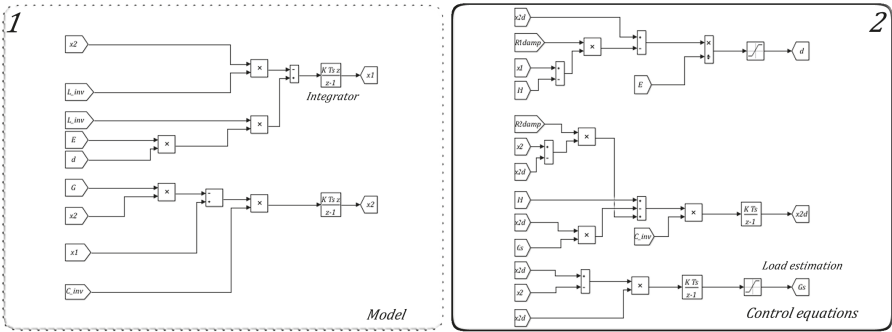 1
x2
L_inv
×
-
+
K Ts z
z-1
x1
Integrator
L_inv
E
d
×
×
G
x2
×
-
+
×
K Ts z
z-1
x2
x1
C_inv
Model
2
x2d
R1damp
x1
H
+
-
×
+
-
E
×
÷
d
R2damp
x2
x2d
+
-
×
H
x2d
Gs
×
+
-
+
C_inv
×
K Ts
z-1
x2d
x2d
x2
x2d
+
-
×
K Ts
z-1
Load estimation
Gs
Control equations